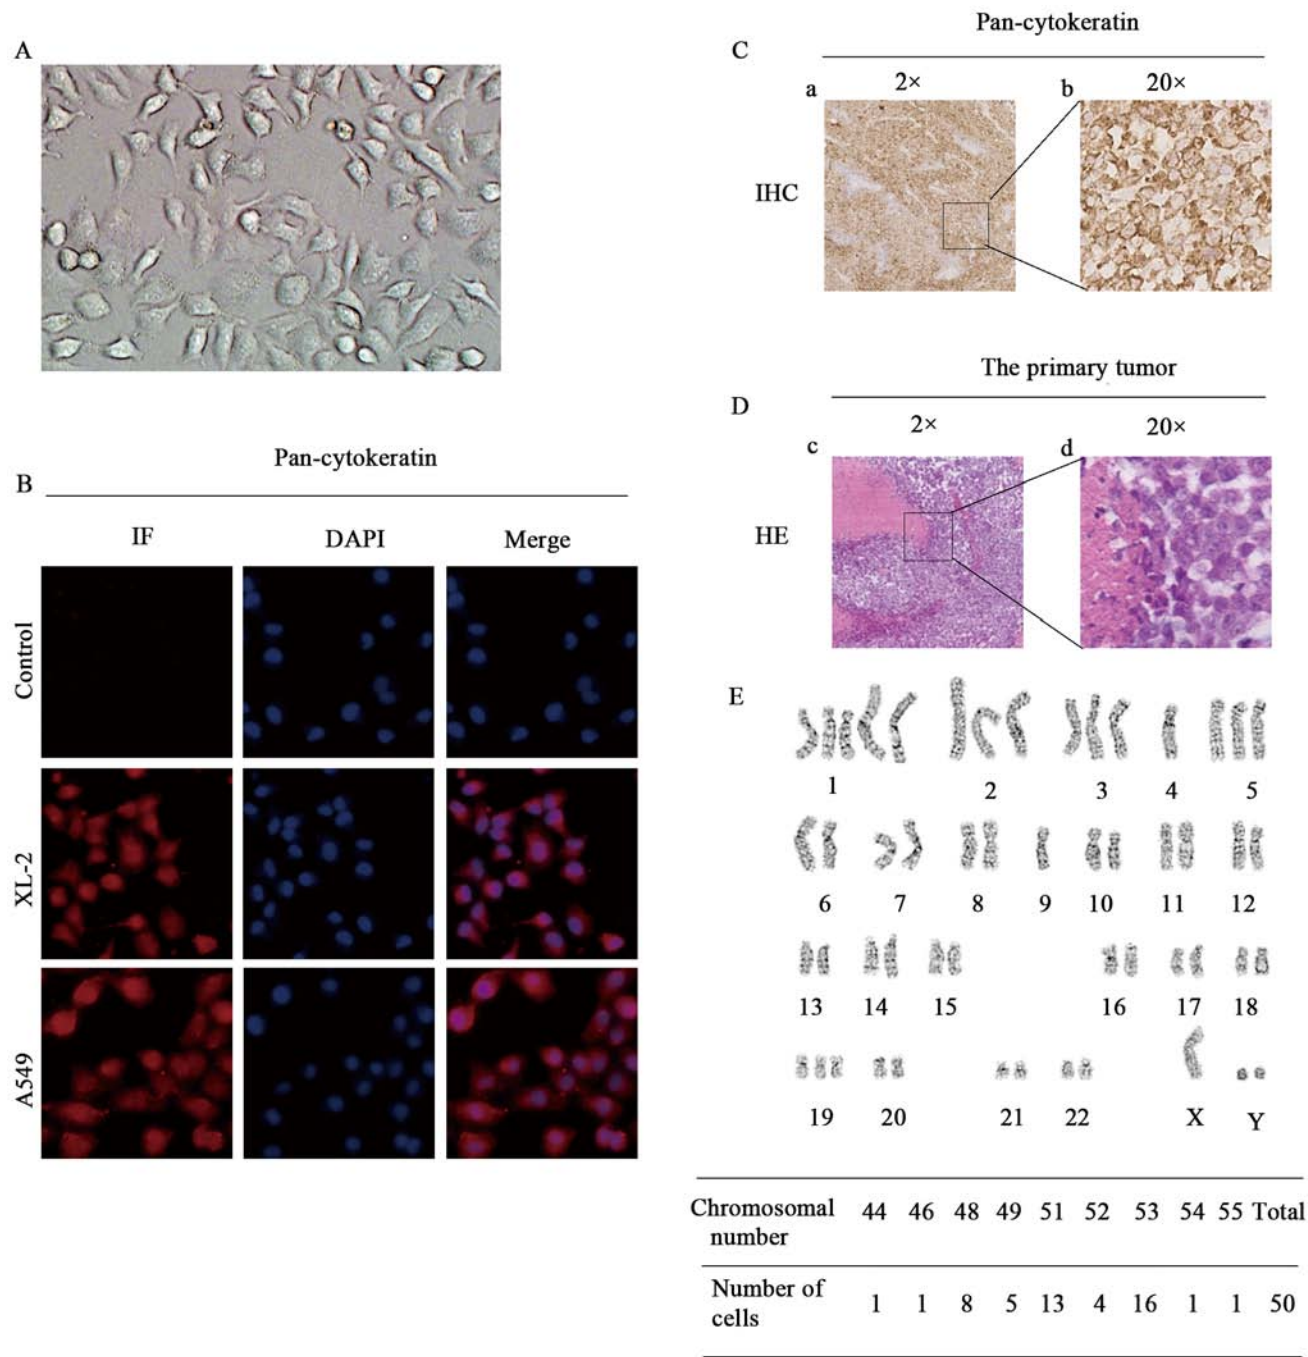 A
Pan-cytokeratin
B
IF DAPI Merge
Control
XL-2
A549
Pan-cytokeratin
C
2× 20×
a b
IHC
The primary tumor
D
2× 20×
c d
HE
E
1 2 3 4 5
6 7 8 9 10 11 12
13 14 15 16 17 18
19 20 21 22 X Y
Chromosomal number 44 46 48 49 51 52 53 54 55 Total
Number of cells 1 1 8 5 13 4 16 1 1 50